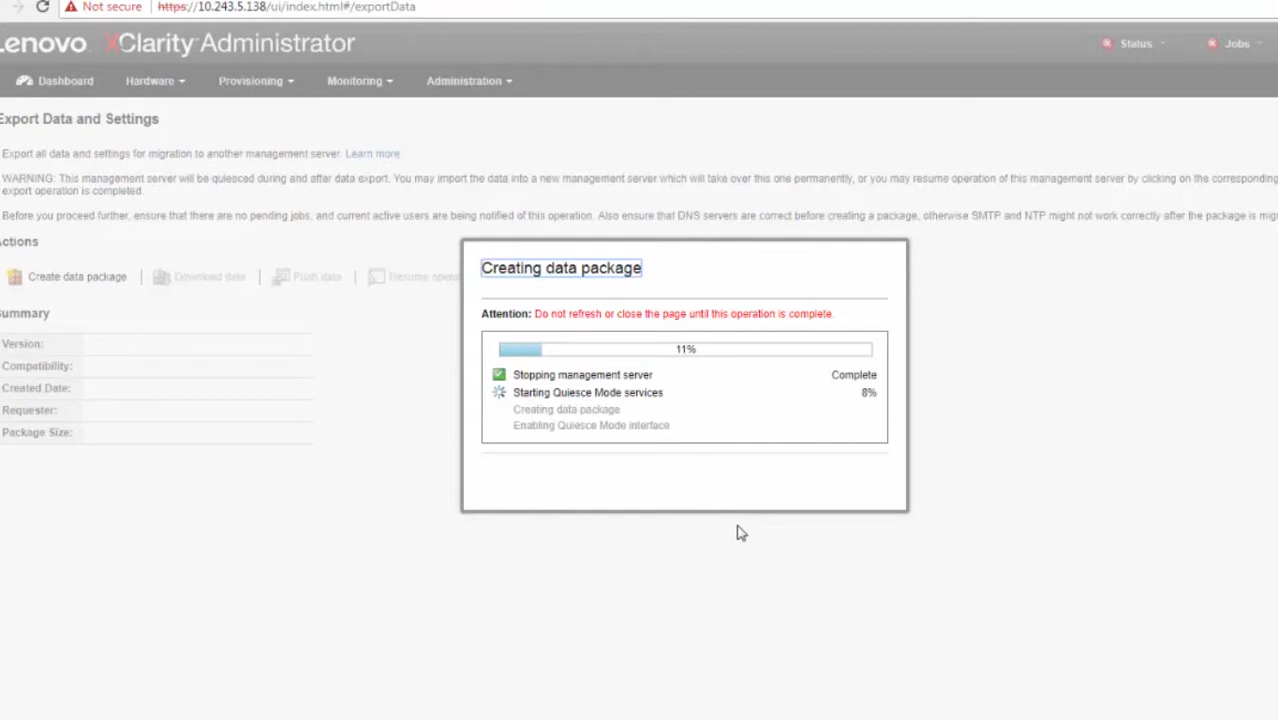 Not secure https://10.243.5.138/ui/index.html#/exportData
Lenovo XClarity Administrator
Status Jobs
Dashboard Hardware Provisioning Monitoring Administration
Export Data and Settings
Export all data and settings for migration to another management server. Learn more
WARNING: This management server will be quiesced during and after data export. You may import the data into a new management server which will take over this one permanently, or you may resume operation of this management server by clicking on the corresponding
export operation is completed.
Before you proceed further, ensure that there are no pending jobs, and current active users are being notified of this operation. Also ensure that DNS servers are correct before creating a package, otherwise SMTP and NTP might not work correctly after the package is mig
Actions
Create data package Download data Push data Resume opera
Summary
Version:
Compatibility:
Created Date:
Requester:
Package Size:
Creating data package
Attention: Do not refresh or close the page until this operation is complete.
11%
Stopping management server Complete
Starting Quiesce Mode services 8%
Creating data package
Enabling Quiesce Mode interface